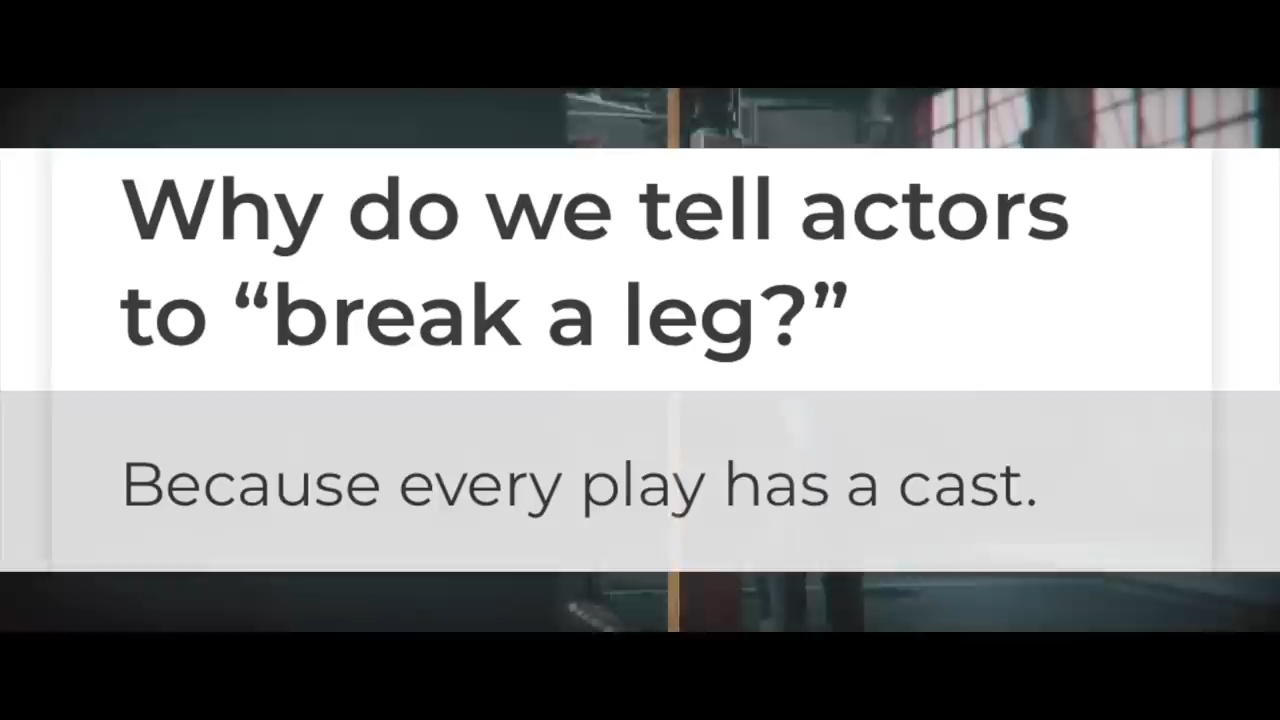 Why do we tell actors
to “break a leg?”
Because every play has a cast.